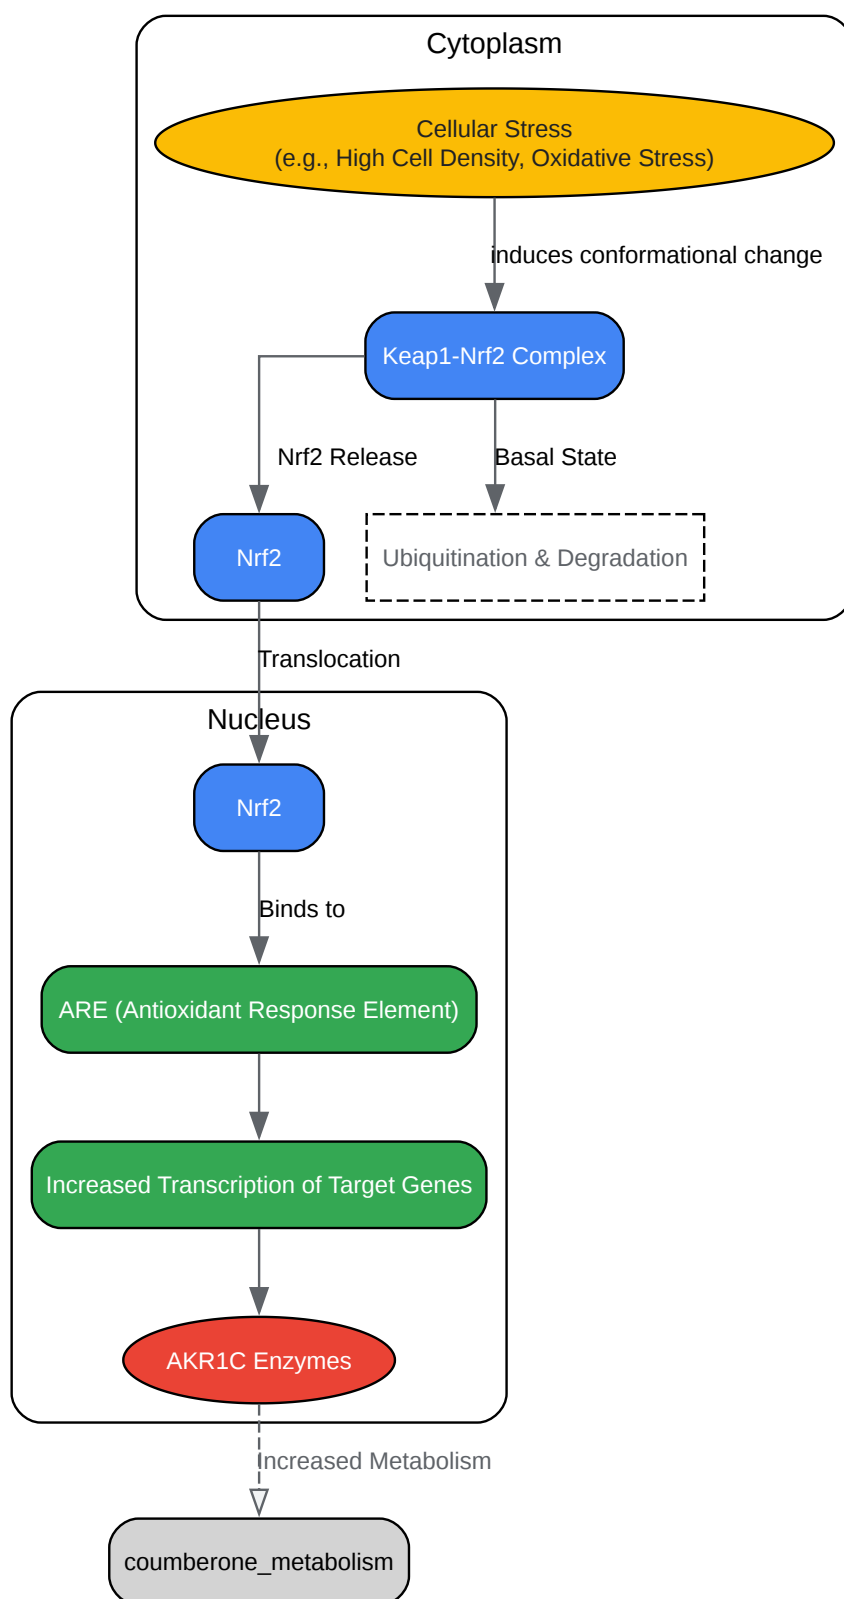 Cytoplasm
Cellular Stress
(e.g., High Cell Density, Oxidative Stress)
induces conformational change
Keap1-Nrf2 Complex
Nrf2 Release
Basal State
Nrf2
Ubiquitination & Degradation
Translocation
Nucleus
Nrf2
Binds to
ARE (Antioxidant Response Element)
Increased Transcription of Target Genes
AKR1C Enzymes
Increased Metabolism
coumberone_metabolism